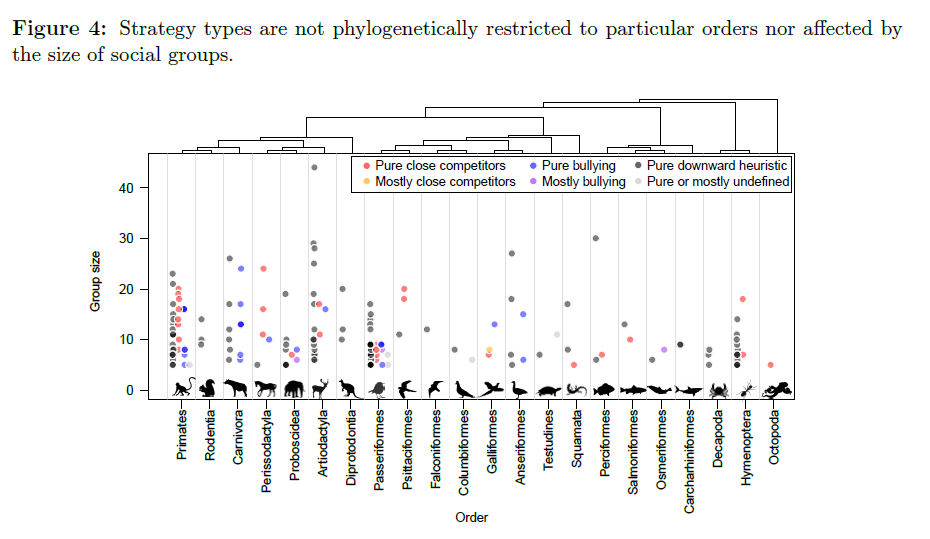 Figure 4: Strategy types are not phylogenetically restricted to particular orders nor affected by
the size of social groups.
Pure close competitors
Pure bullying
Pure downward heuristic
Mostly close competitors
Mostly bullying
Pure or mostly undefined
40
30
20
10
0
Group size
Primates
Rodentia
Carnivora
Perissodactyla
Proboscidea
Artiodactyla
Diprotodontia
Passeriformes
Psittaciformes
Falconiformes
Columbiformes
Galliformes
Anseriformes
Testudines
Squamata
Perciformes
Salmoniformes
Osmeriformes
Carcharhiniformes
Decapoda
Hymenoptera
Octopoda
Order